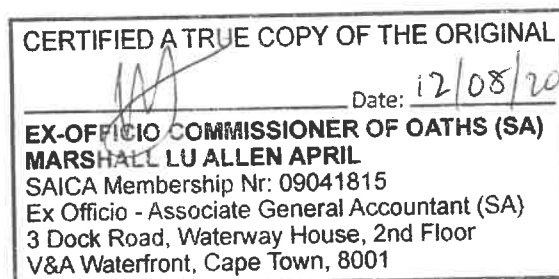 CERTIFIED A TRUE COPY OF THE ORIGINAL
Date: 12/08/20
EX-OFFICIO COMMISSIONER OF OATHS (SA)
MARSHALL LU ALLEN APRIL
SAICA Membership Nr: 09041815
Ex Officio - Associate General Accountant (SA)
3 Dock Road, Waterway House, 2nd Floor
V&A Waterfront, Cape Town, 8001